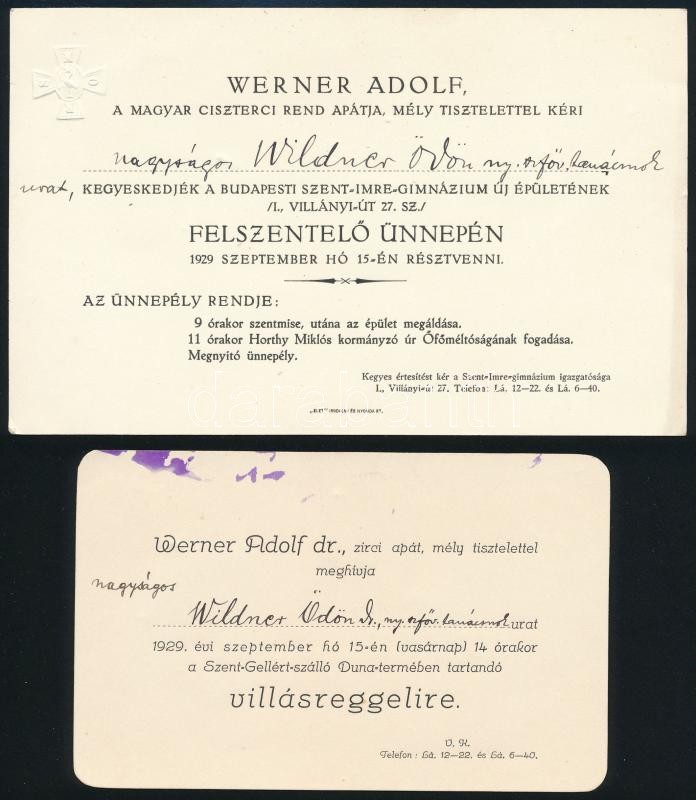 WERNER ADOLF,
A MAGYAR CISZTERCI REND APÁTJA, MÉLY TISZTELETTEL KÉRI
nagyságos Wildner Ödön ny. szfőv. tanácsnok
urat, KEGYESKEDJÉK A BUDAPESTI SZENT-IMRE-GIMNÁZIUM ÚJ ÉPÜLETÉNEK
/I., VILLÁNYI-ÚT 27. SZ./
FELSZENTELŐ ÜNNEPÉN
1929 SZEPTEMBER HÓ 15-ÉN RÉSZTVENNI.
AZ ÜNNEPÉLY RENDJE:
9 órakor szentmise, utána az épület megáldása.
11 órakor Horthy Miklós kormányzó úr Őfőméltóságának fogadása.
Megnyitó ünnepély.
Kegyes értesítést kér a Szent-Imre-gimnázium igazgatósága
I., Villányi-út 27. Telefon: Lá. 12-22. és Lá. 6-40.
darabanth
Werner Adolf dr., zirci apát, mély tisztelettel
meghívja
nagyságos
Wildner Ödön dr., ny. szfőv. tanácsnok urat
1929. évi szeptember hó 15-én (vasárnap) 14 órakor
a Szent-Gellért-szálló Duna-termében tartandó
villásreggelire.
V. K.
Telefon: Lá. 12-22. és Lá. 6-40.